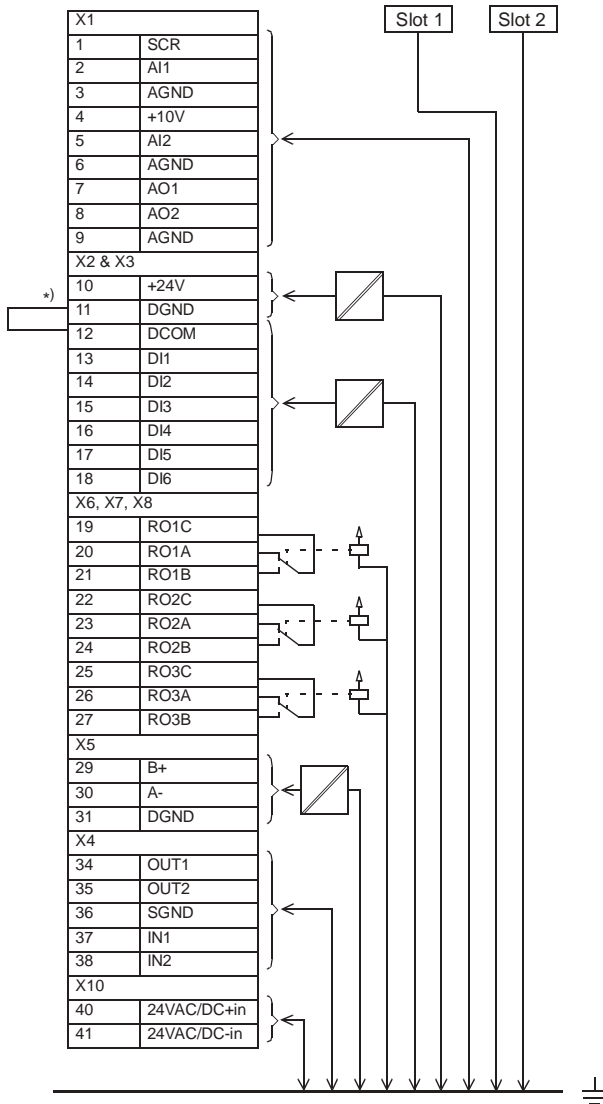 X1
Slot 1 Slot 2
1 SCR
2 AI1
3 AGND
4 +10V
5 AI2
6 AGND
7 AO1
8 AO2
9 AGND
X2 & X3
10 +24V
*)
11 DGND
12 DCOM
13 DI1
14 DI2
15 DI3
16 DI4
17 DI5
18 DI6
X6, X7, X8
19 RO1C
20 RO1A
21 RO1B
22 RO2C
23 RO2A
24 RO2B
25 RO3C
26 RO3A
27 RO3B
X5
29 B+
30 A-
31 DGND
X4
34 OUT1
35 OUT2
36 SGND
37 IN1
38 IN2
X10
40 24VAC/DC+in
41 24VAC/DC-in